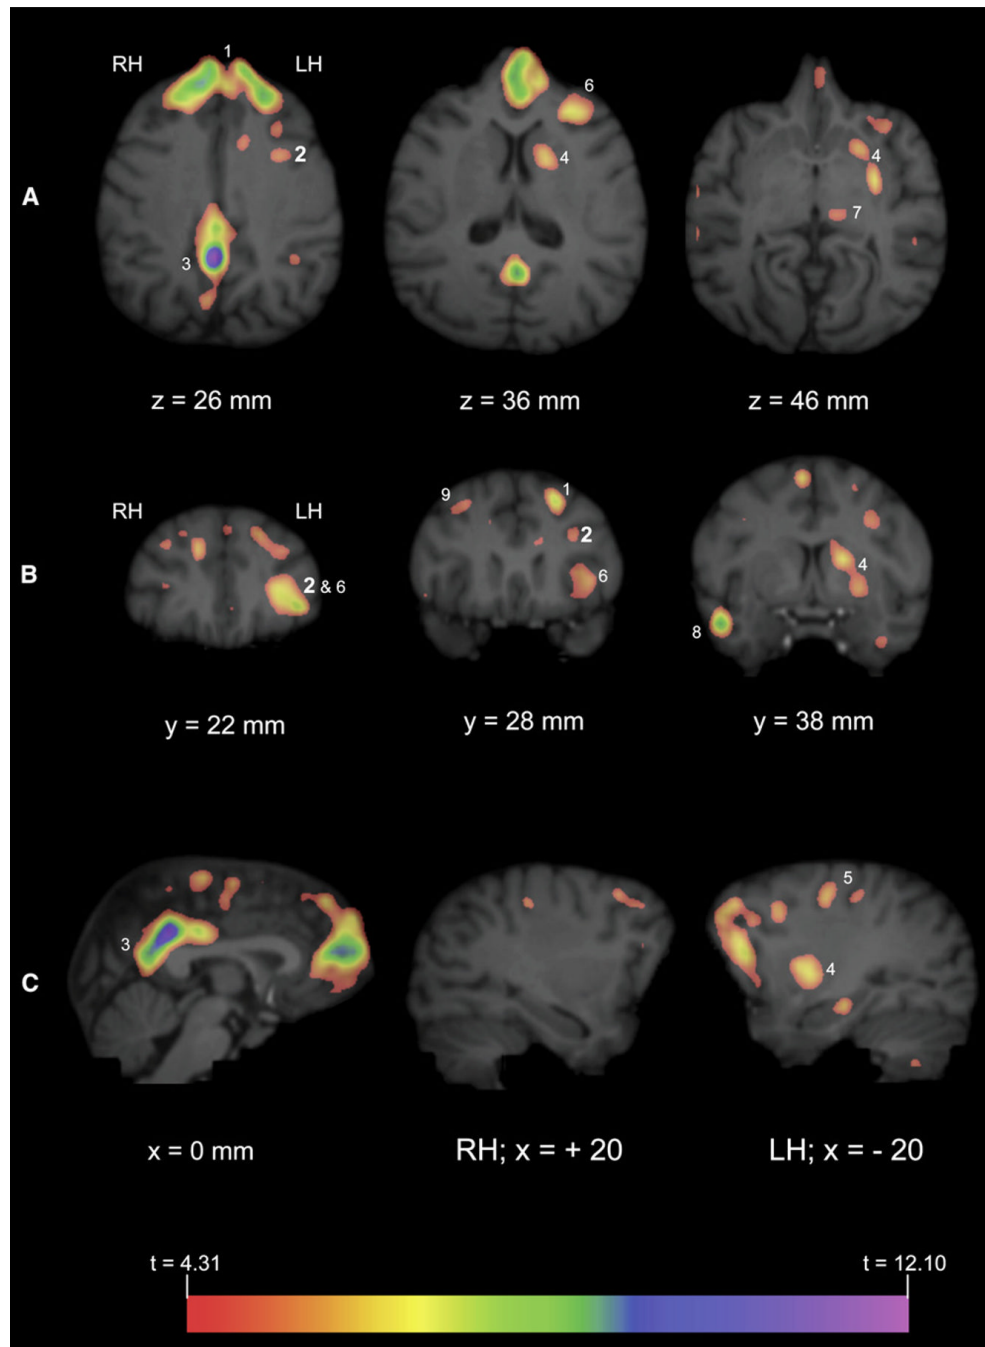 1
RH LH
6
2
4
4
A
7
3
z = 26 mm z = 36 mm z = 46 mm
RH LH
9 1
2
4
B
2 & 6
6
8
y = 22 mm y = 28 mm y = 38 mm
5
3
4
C
x = 0 mm RH; x = + 20 LH; x = - 20
t = 4.31 t = 12.10